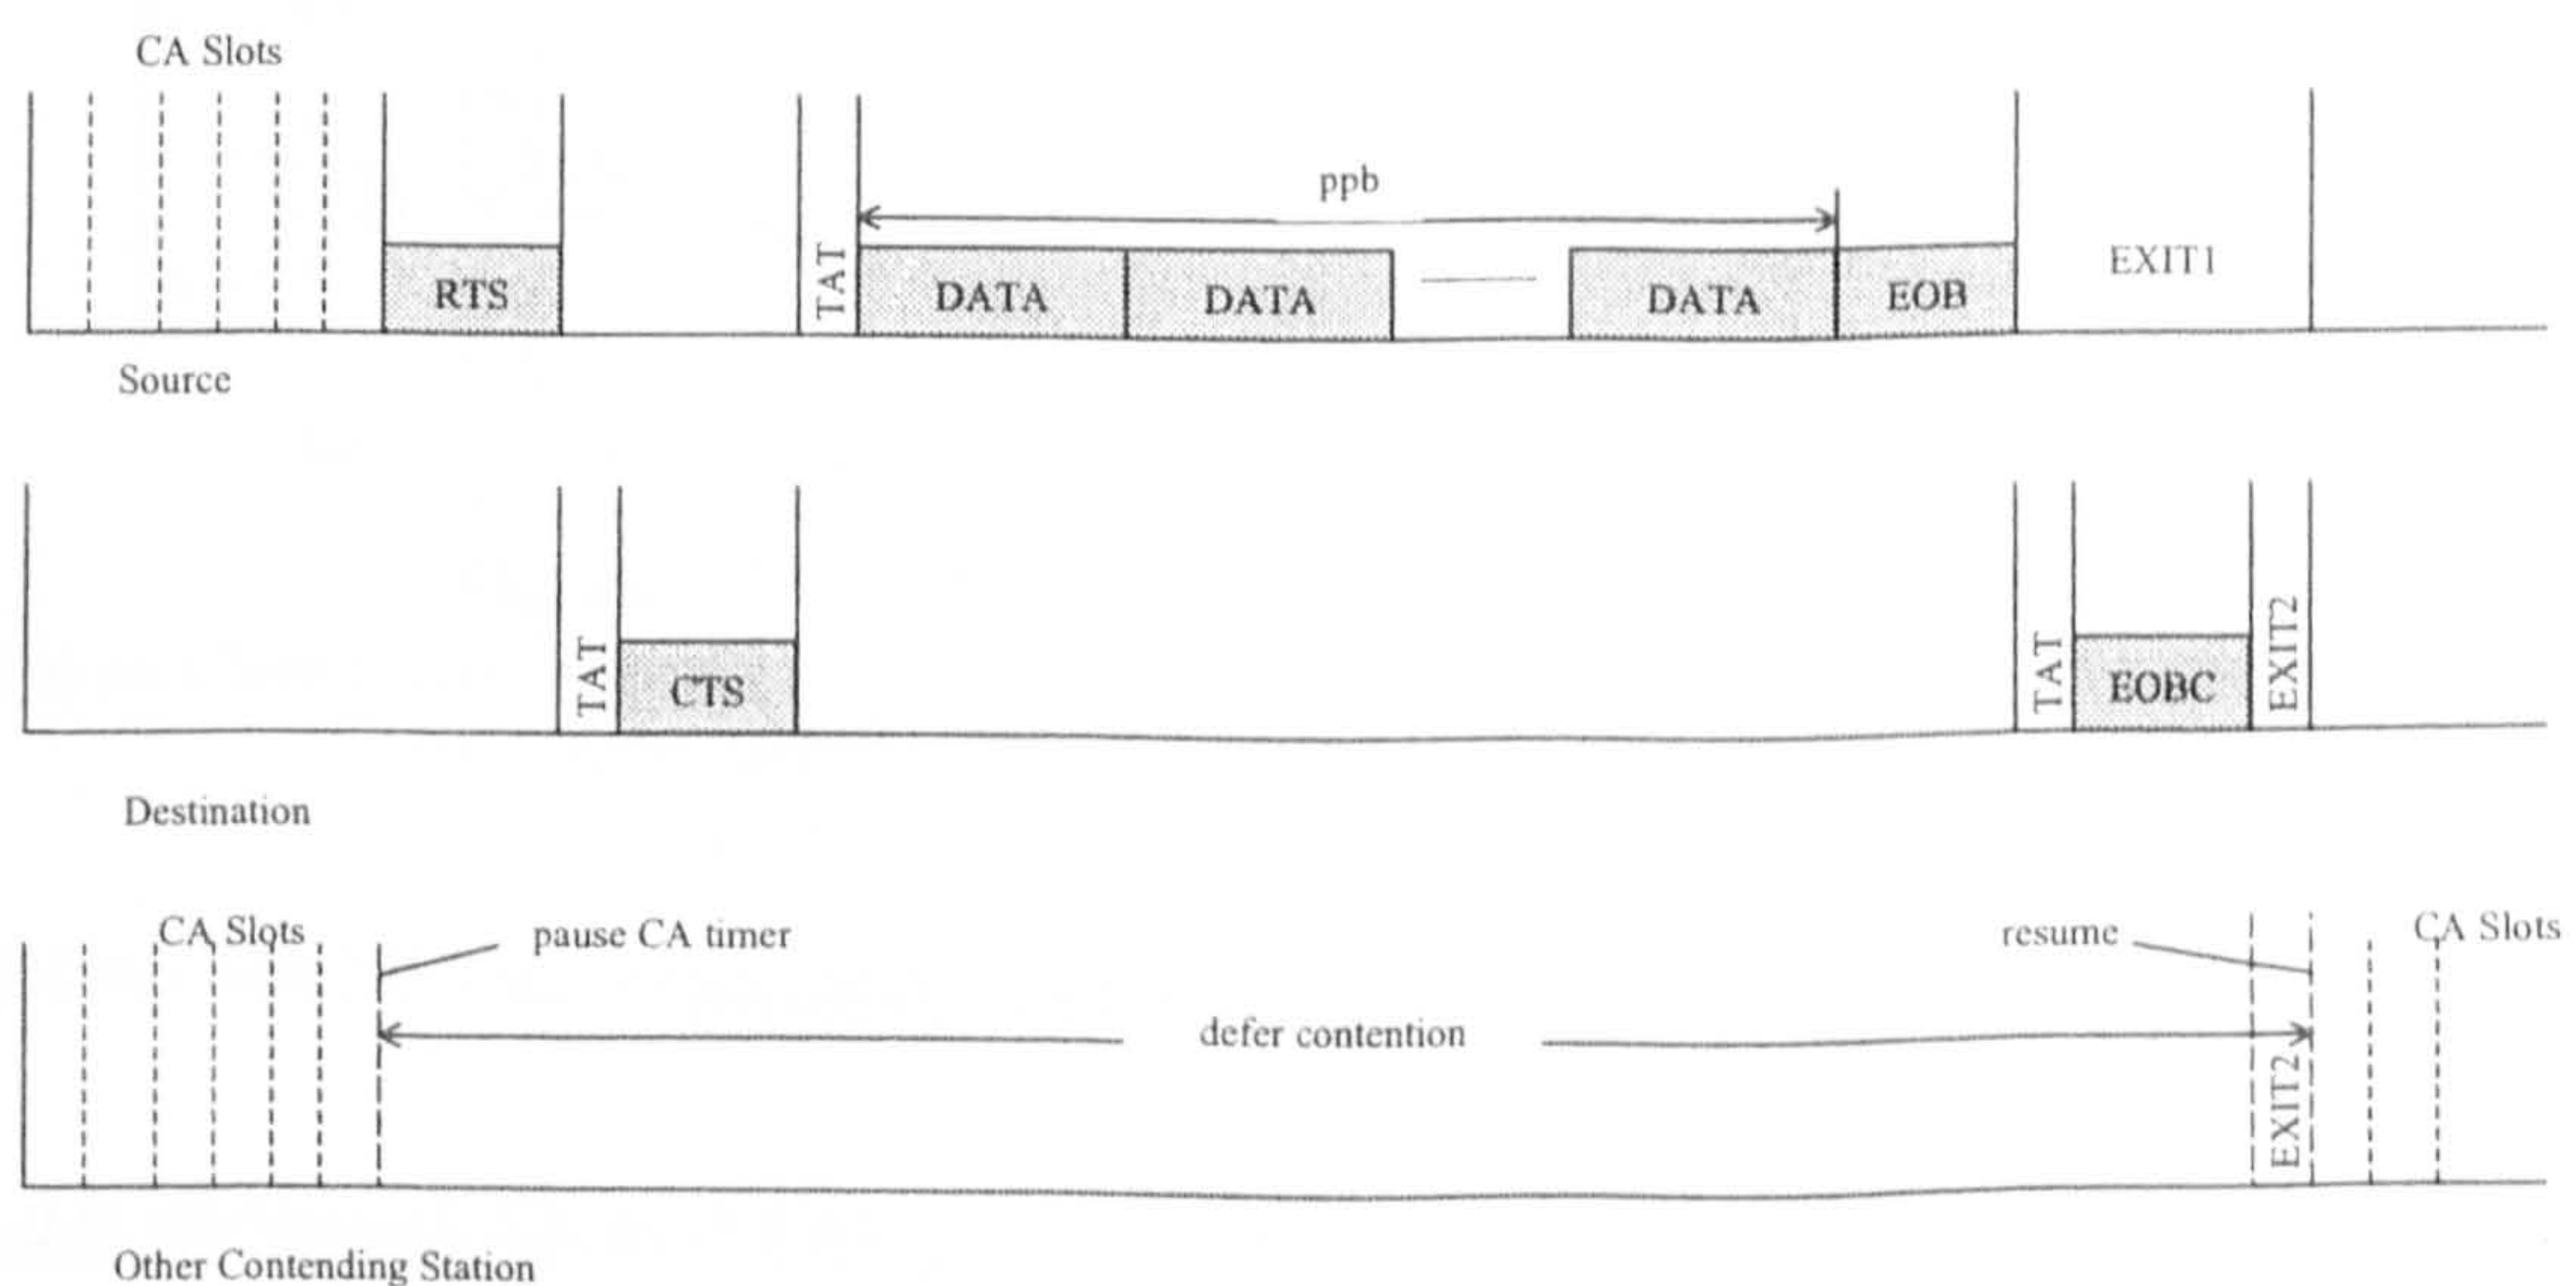 CA Slots
ppb
TAT
RTS
DATA
DATA
DATA
EOB
EXIT1
Source
TAT
CTS
TAT
EOBC
EXIT2
Destination
CA Slots
pause CA timer
resume
CA Slots
defer contention
EXIT2
Other Contending Station